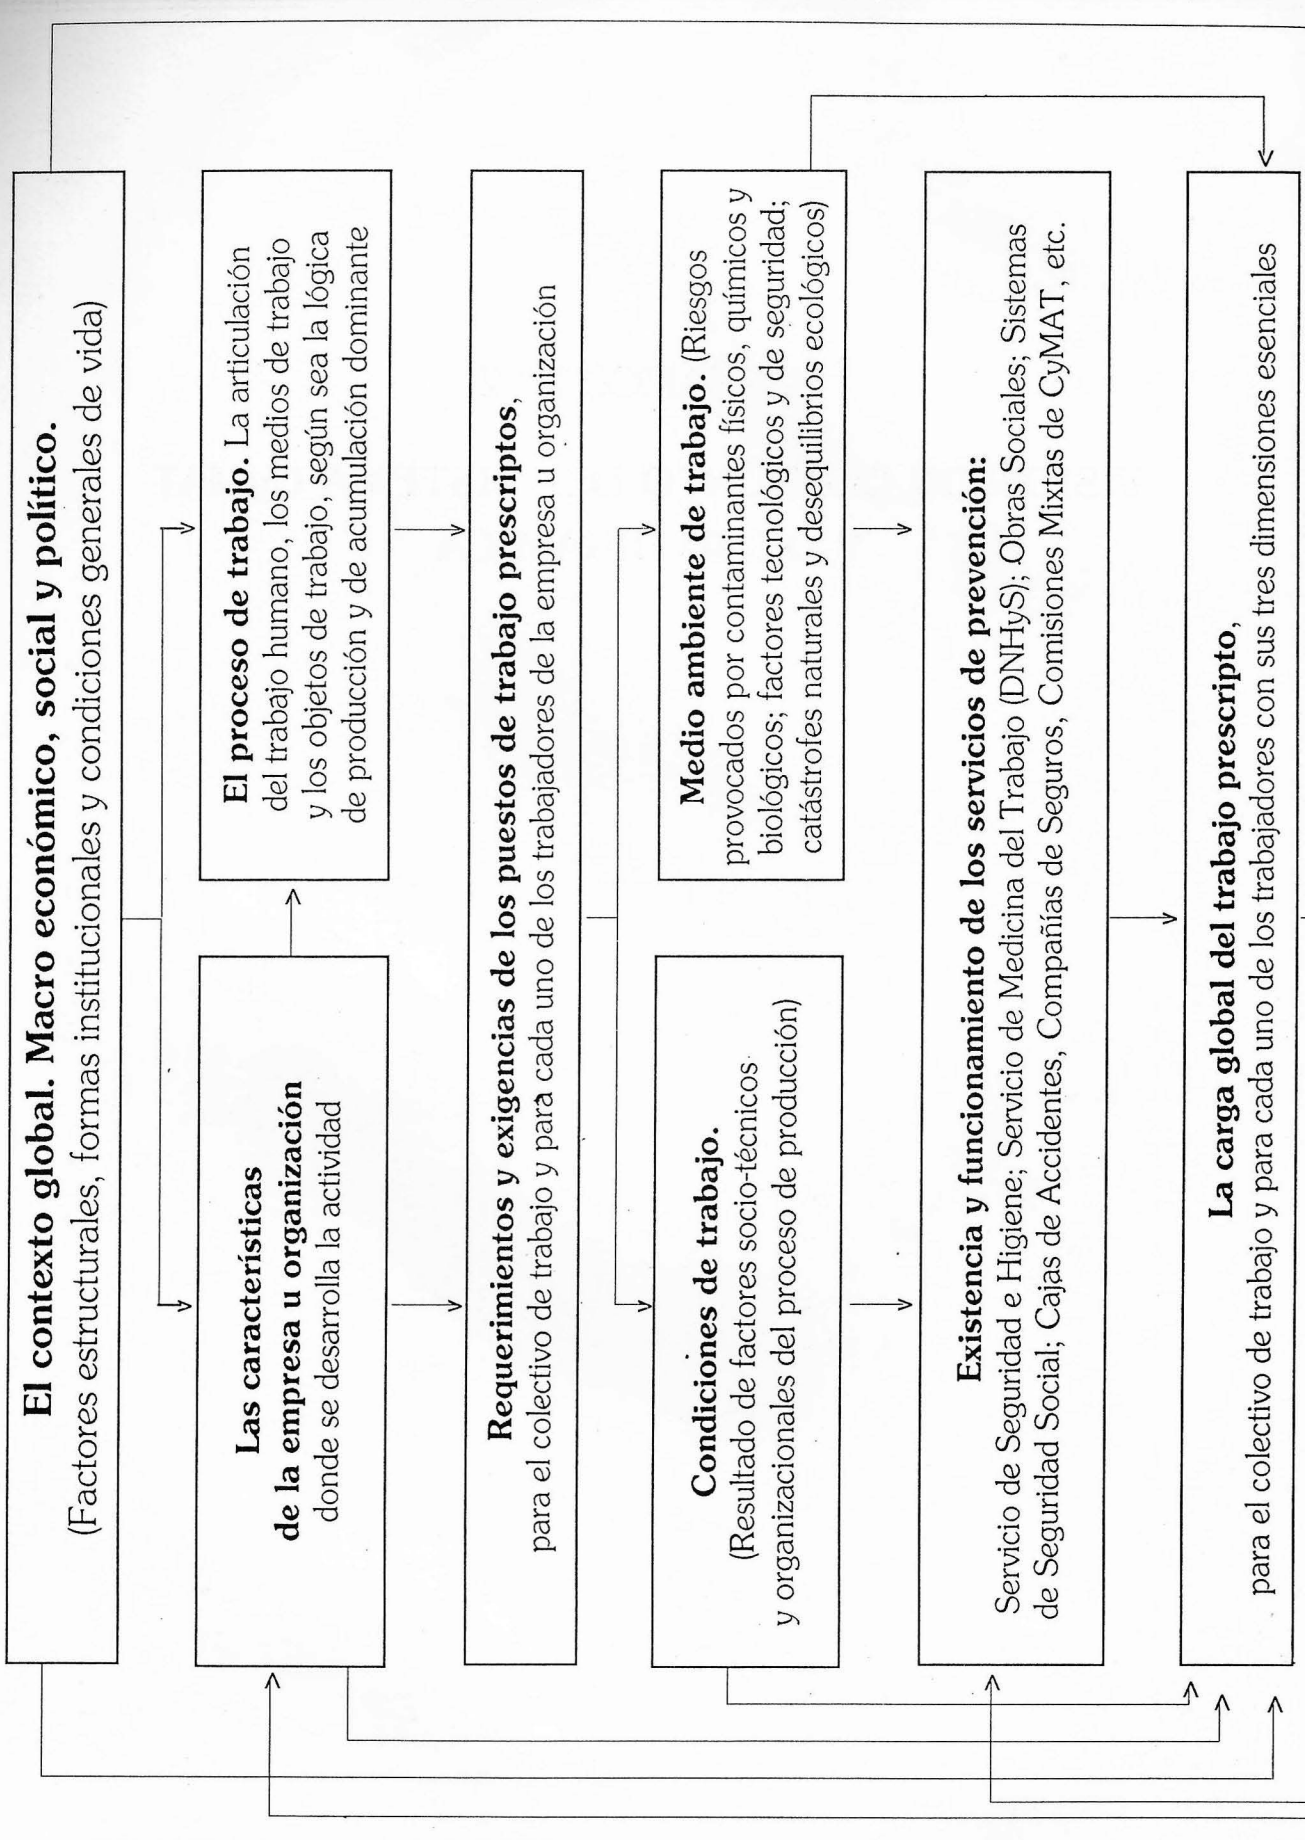 El contexto global. Macro económico, social y político.
(Factores estructurales, formas institucionales y condiciones generales de vida)
Las características
de la empresa u organización
donde se desarrolla la actividad
El proceso de trabajo. La articulación
del trabajo humano, los medios de trabajo
y los objetos de trabajo, según sea la lógica
de producción y de acumulación dominante
Requerimientos y exigencias de los puestos de trabajo prescriptos,
para el colectivo de trabajo y para cada uno de los trabajadores de la empresa u organización
Condiciones de trabajo.
(Resultado de factores socio-técnicos
y organizacionales del proceso de producción)
Medio ambiente de trabajo. (Riesgos
provocados por contaminantes físicos, químicos y
biológicos; factores tecnológicos y de seguridad;
catástrofes naturales y desequilibrios ecológicos)
Existencia y funcionamiento de los servicios de prevención:
Servicio de Seguridad e Higiene; Servicio de Medicina del Trabajo (DNHyS); Obras Sociales; Sistemas
de Seguridad Social; Cajas de Accidentes, Compañías de Seguros, Comisiones Mixtas de CyMAT, etc.
La carga global del trabajo prescripto,
para el colectivo de trabajo y para cada uno de los trabajadores con sus tres dimensiones esenciales